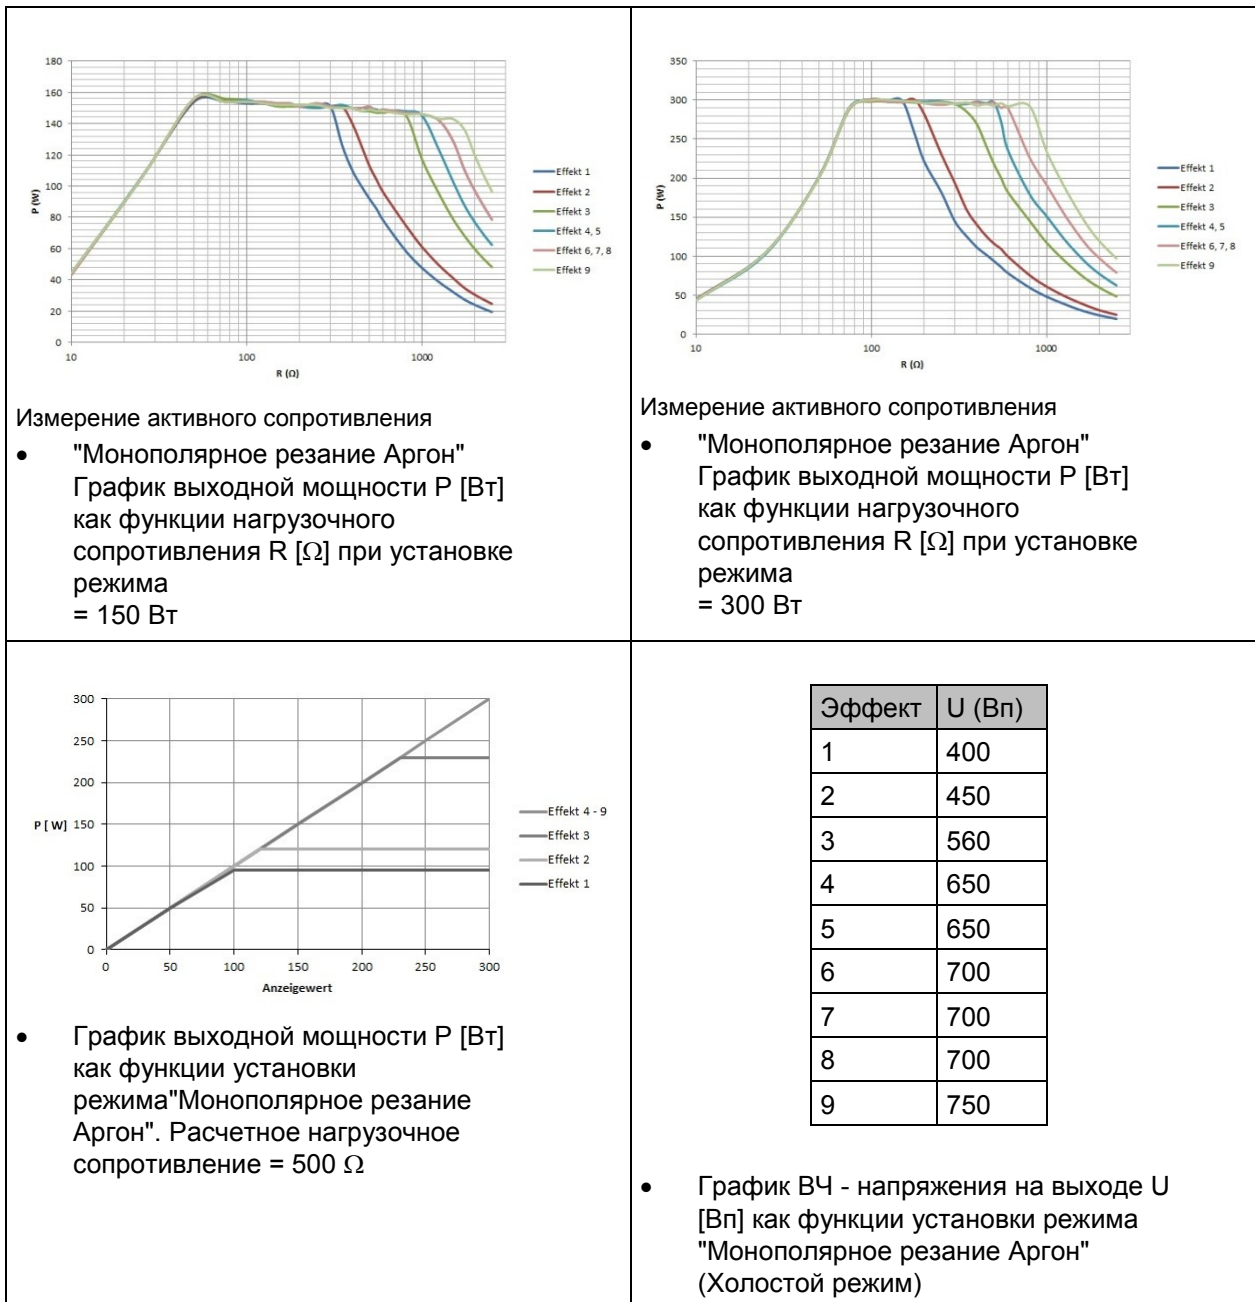 180
160
140
120
100
80
60
40
20
0
P (W)
10
100
1000
R (Ω)
Effekt 1
Effekt 2
Effekt 3
Effekt 4, 5
Effekt 6, 7, 8
Effekt 9
Измерение активного сопротивления
• "Монополярное резание Аргон"
График выходной мощности P [Вт]
как функции нагрузочного
сопротивления R [Ω] при установке
режима
= 150 Вт
350
300
250
200
150
100
50
0
P (W)
10
100
1000
R (Ω)
Effekt 1
Effekt 2
Effekt 3
Effekt 4, 5
Effekt 6, 7, 8
Effekt 9
Измерение активного сопротивления
• "Монополярное резание Аргон"
График выходной мощности P [Вт]
как функции нагрузочного
сопротивления R [Ω] при установке
режима
= 300 Вт
300
250
200
P [ W] 150
100
50
0
0 50 100 150 200 250 300
Anzeigewert
Effekt 4 - 9
Effekt 3
Effekt 2
Effekt 1
• График выходной мощности P [Вт]
как функции установки
режима"Монополярное резание
Аргон". Расчетное нагрузочное
сопротивление = 500 Ω
Эффект U (Вп)
1 400
2 450
3 560
4 650
5 650
6 700
7 700
8 700
9 750
• График ВЧ - напряжения на выходе U
[Вп] как функции установки режима
"Монополярное резание Аргон"
(Холостой режим)